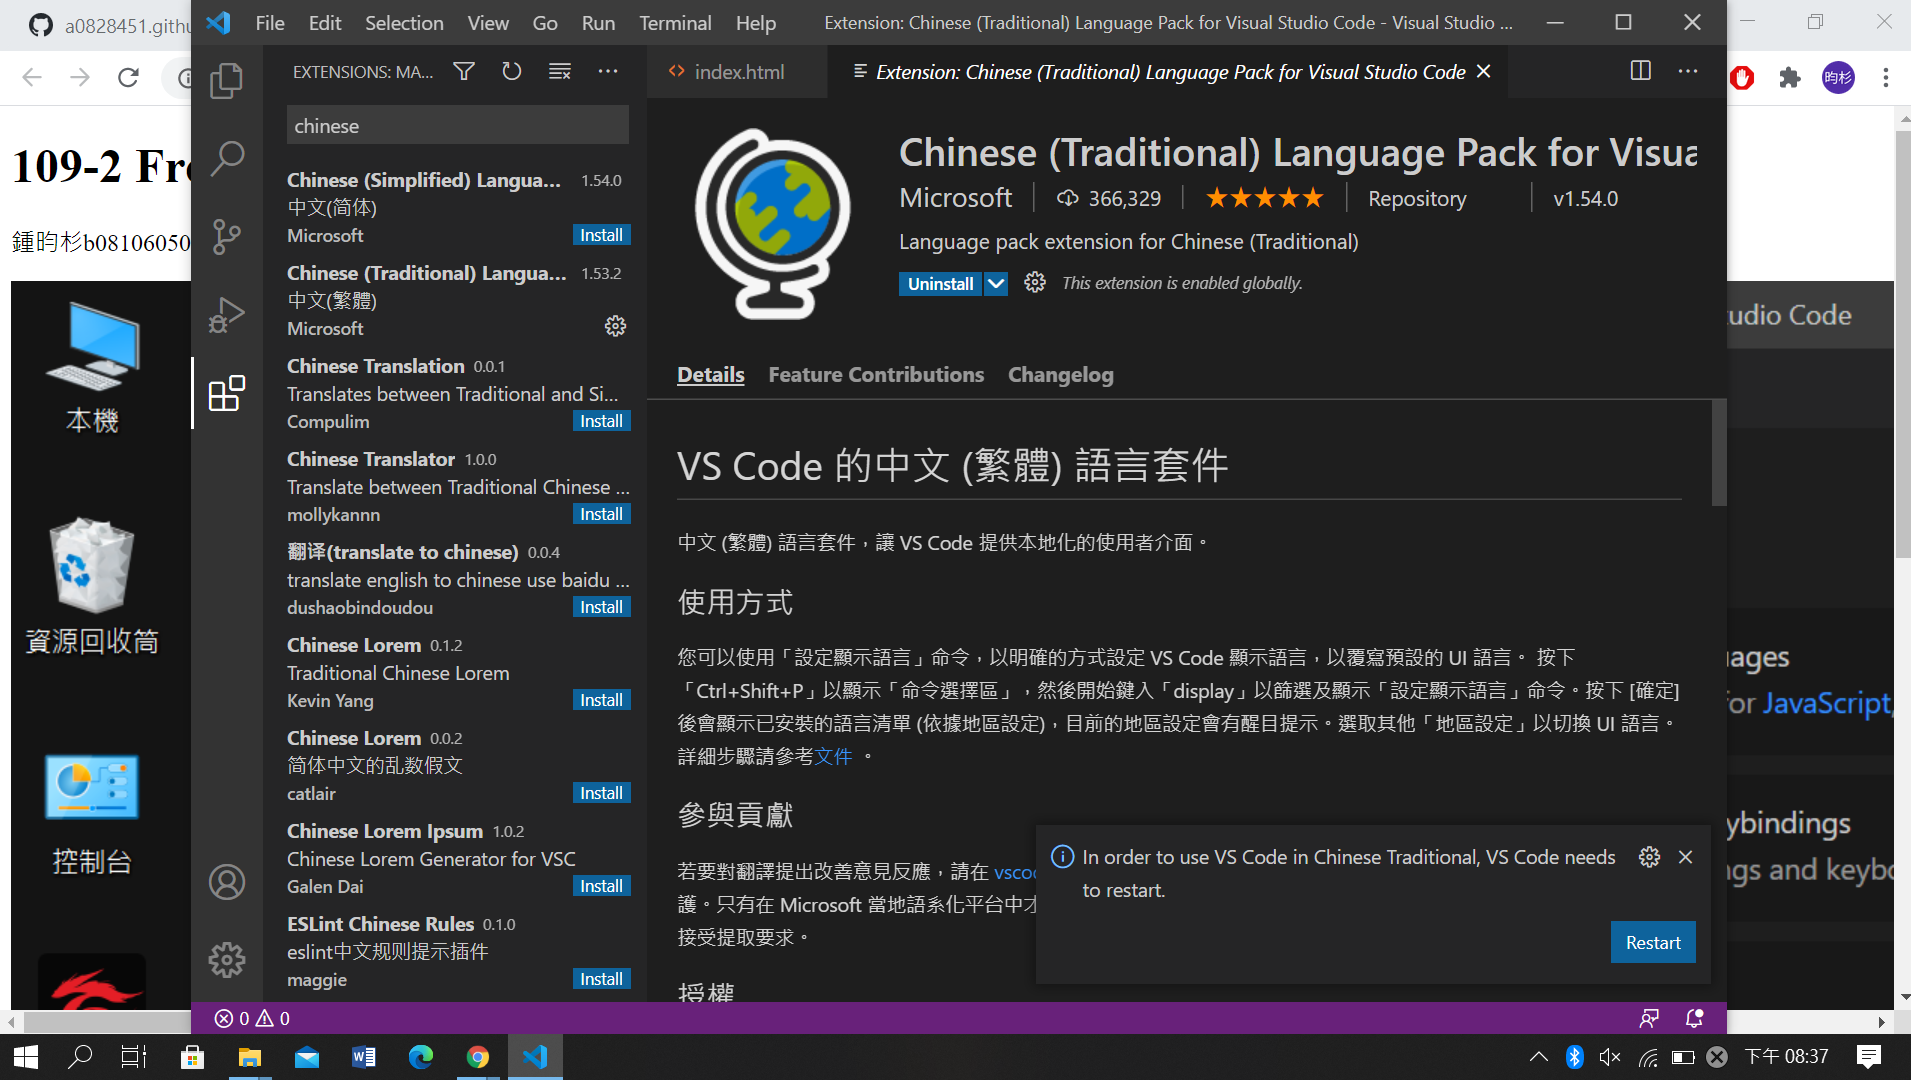 a0828451.githu
File Edit Selection View Go Run Terminal Help
Extension: Chinese (Traditional) Language Pack for Visual Studio Code - Visual Studio ...
昀杉
109-2 Fr
鍾昀杉b08106050
本機
資源回收筒
控制台
EXTENSIONS: MA...
chinese
Chinese (Simplified) Langua... 1.54.0
中文(简体)
Microsoft Install
Chinese (Traditional) Langua... 1.53.2
中文(繁體)
Microsoft
Chinese Translation 0.0.1
Translates between Traditional and Si...
Compulim Install
Chinese Translator 1.0.0
Translate between Traditional Chinese ...
mollykannn Install
翻译(translate to chinese) 0.0.4
translate english to chinese use baidu ...
dushaobindoudou Install
Chinese Lorem 0.1.2
Traditional Chinese Lorem
Kevin Yang Install
Chinese Lorem 0.0.2
简体中文的乱数假文
catlair Install
Chinese Lorem Ipsum 1.0.2
Chinese Lorem Generator for VSC
Galen Dai Install
ESLint Chinese Rules 0.1.0
eslint中文规则提示插件
maggie Install
index.html
Extension: Chinese (Traditional) Language Pack for Visual Studio Code
Chinese (Traditional) Language Pack for Visua
Microsoft 366,329 Repository v1.54.0
Language pack extension for Chinese (Traditional)
Uninstall This extension is enabled globally.
Details Feature Contributions Changelog
VS Code 的中文 (繁體) 語言套件
中文 (繁體) 語言套件，讓 VS Code 提供本地化的使用者介面。
使用方式
您可以使用「設定顯示語言」命令，以明確的方式設定 VS Code 顯示語言，以覆寫預設的 UI 語言。 按下
「Ctrl+Shift+P」以顯示「命令選擇區」，然後開始鍵入「display」以篩選及顯示「設定顯示語言」命令。按下 [確定]
後會顯示已安裝的語言清單 (依據地區設定)，目前的地區設定會有醒目提示。選取其他「地區設定」以切換 UI 語言。
詳細步驟請參考文件 。
參與貢獻
若要對翻譯提出改善意見反應，請在 vscod
護。只有在 Microsoft 當地語系化平台中才
接受提取要求。
授權
In order to use VS Code in Chinese Traditional, VS Code needs
to restart.
Restart
tudio Code
ages
for JavaScript,
ybindings
ngs and keybo
0 0
下午 08:37